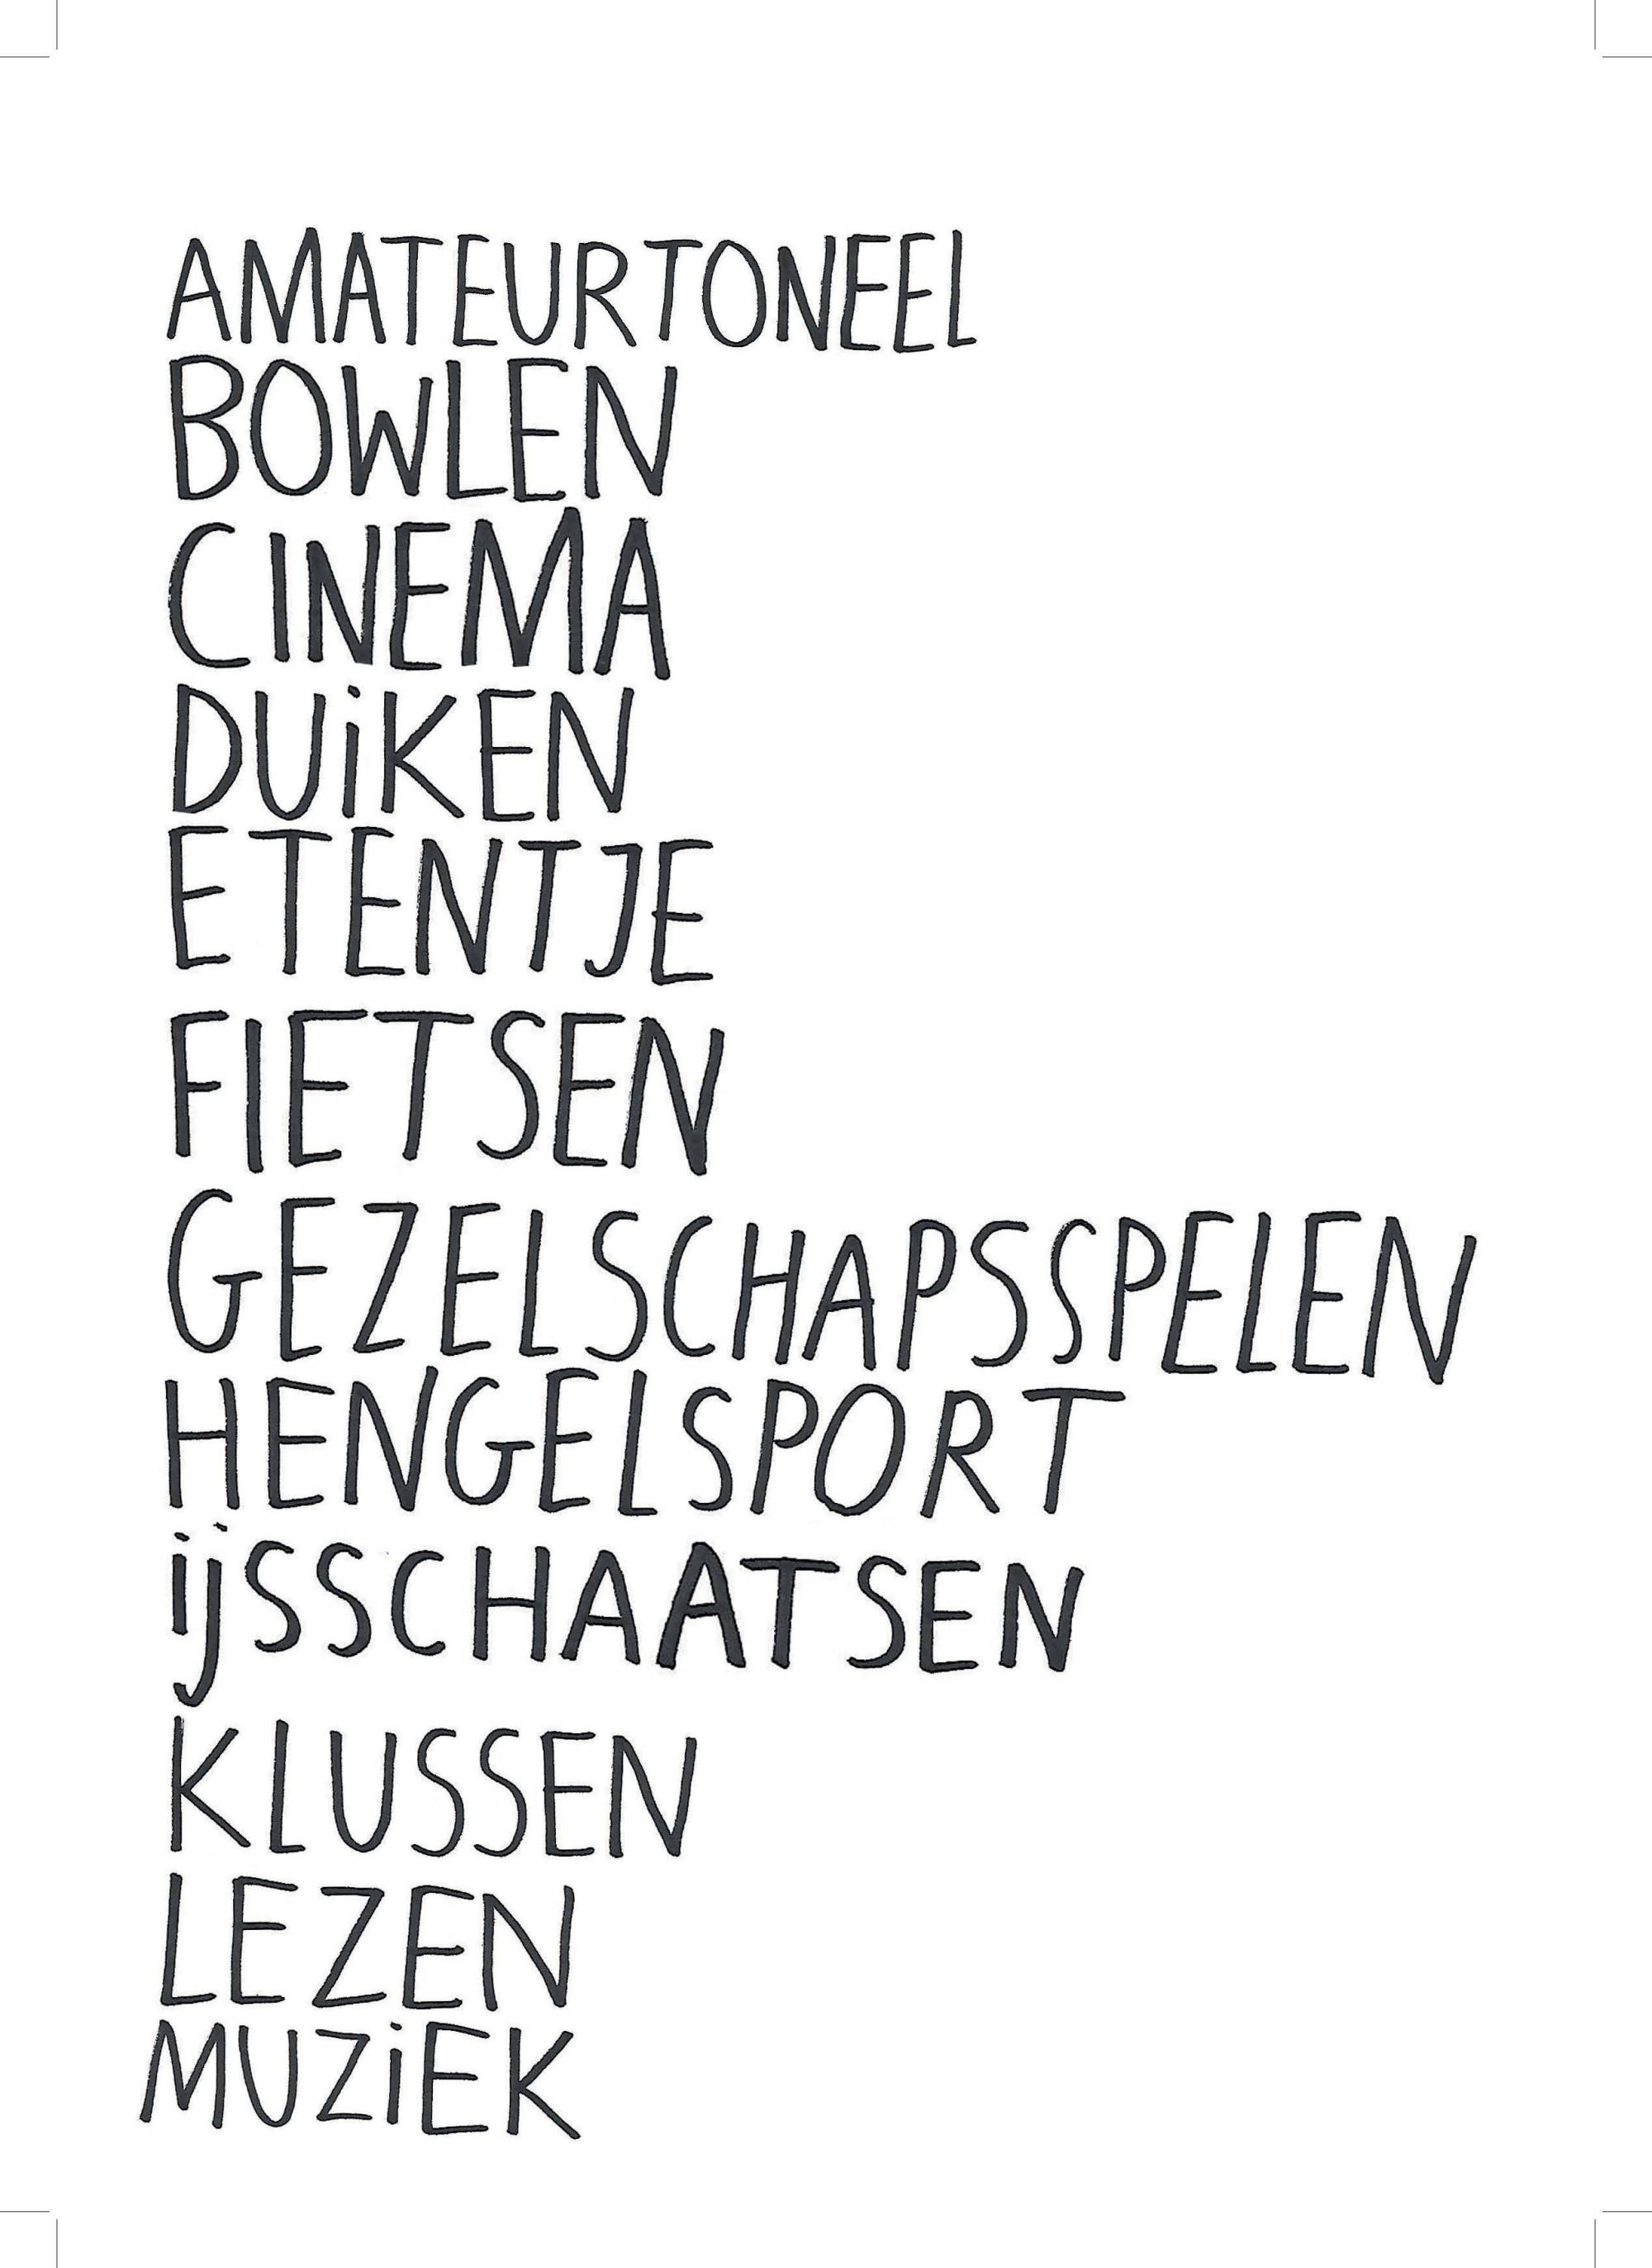 AMATEURTONEEL
BOWLEN
CINEMA
DUiKEN
ETENTJE
FIETSEN
GEZELSCHAPSSPELEN
HENGELSPORT
ijSSCHAATSEN
KLUSSEN
LEZEN
MUZiEK